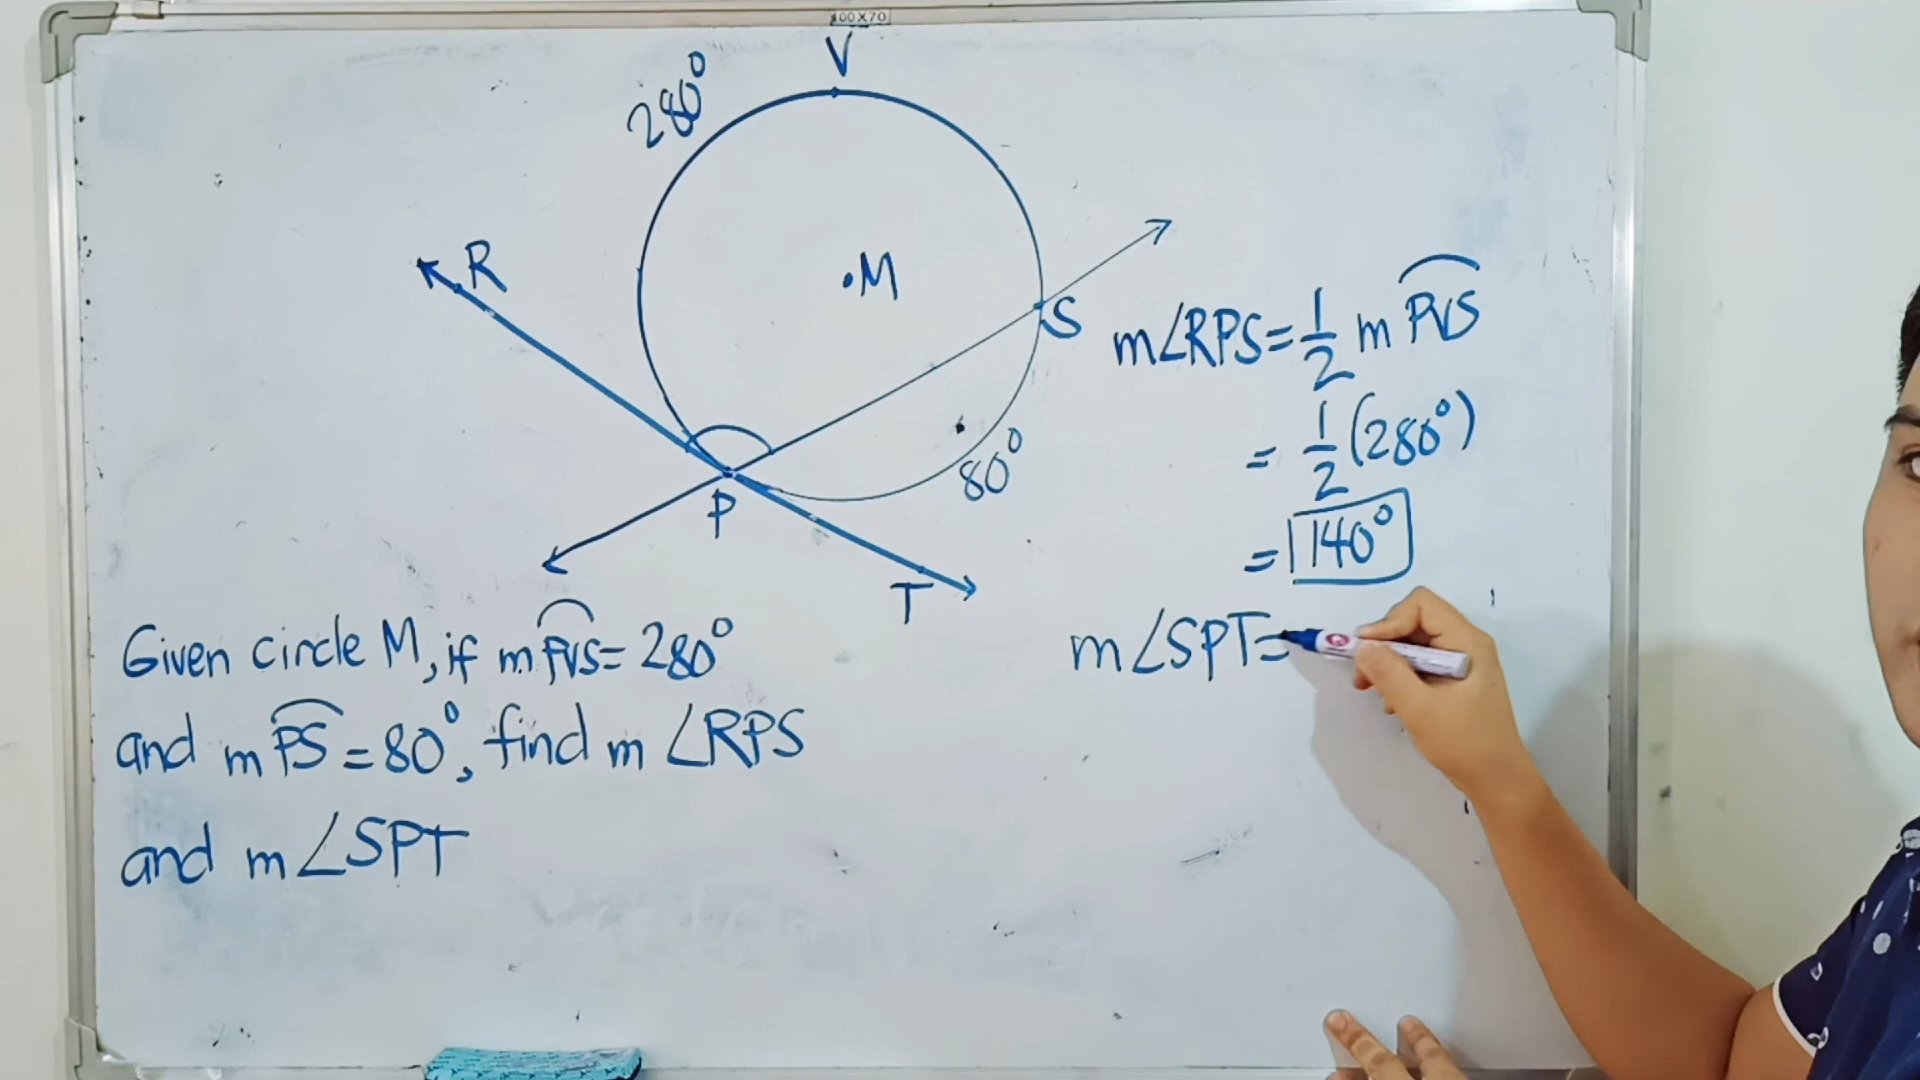 100X70
V
280°
R
.M
S
80°
P
T
m∠RPS = 1/2 m PVS
= 1/2 (280°)
= 140°
m∠SPT=
Given circle M, if m PVS = 280°
and m PS = 80°, find m ∠RPS
and m ∠SPT